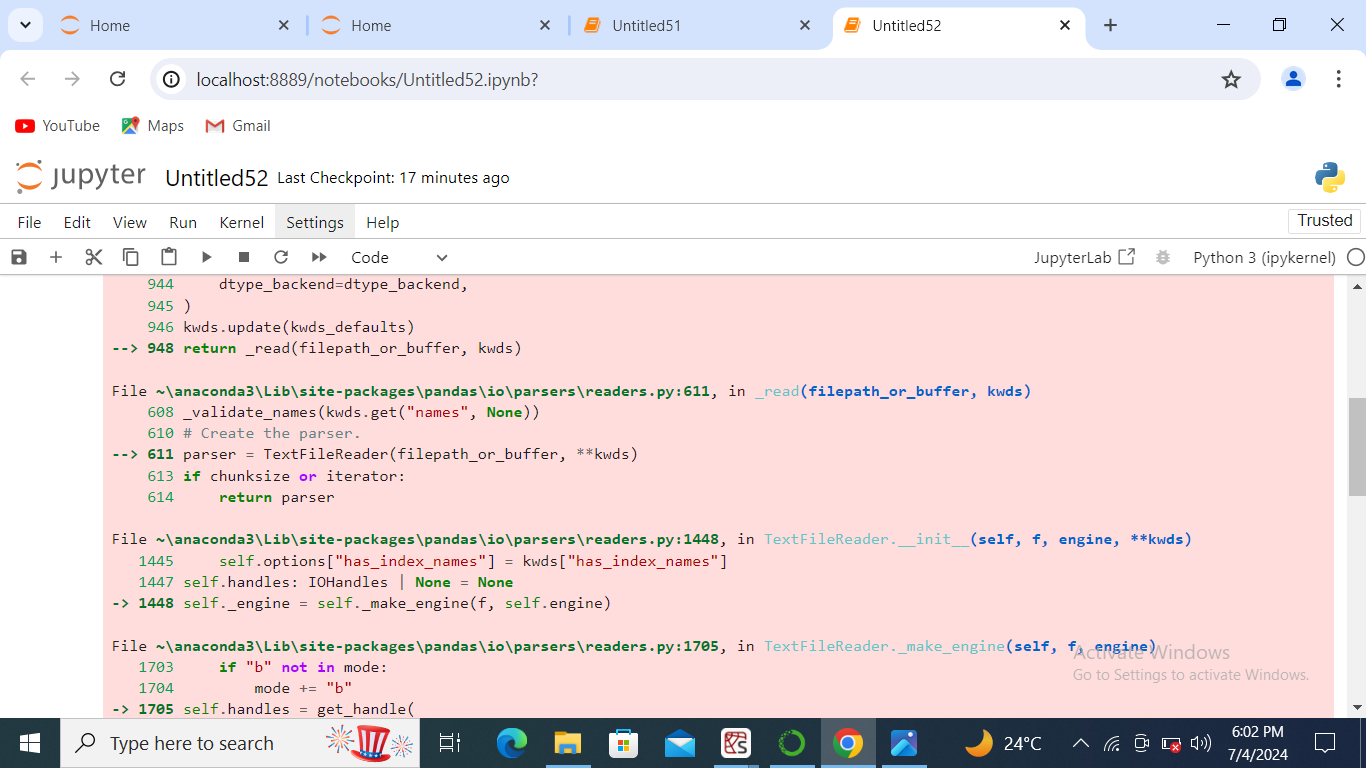 Home
Home
Untitled51
Untitled52
localhost:8889/notebooks/Untitled52.ipynb?
YouTube Maps Gmail
jupyter Untitled52 Last Checkpoint: 17 minutes ago
File Edit View Run Kernel Settings Help Trusted
Code JupyterLab Python 3 (ipykernel)
944     dtype_backend=dtype_backend,
945 )
946 kwds.update(kwds_defaults)
--> 948 return _read(filepath_or_buffer, kwds)
File ~\anaconda3\Lib\site-packages\pandas\io\parsers\readers.py:611, in _read(filepath_or_buffer, kwds)
608 _validate_names(kwds.get("names", None))
610 # Create the parser.
--> 611 parser = TextFileReader(filepath_or_buffer, **kwds)
613 if chunksize or iterator:
614     return parser
File ~\anaconda3\Lib\site-packages\pandas\io\parsers\readers.py:1448, in TextFileReader.__init__(self, f, engine, **kwds)
1445     self.options["has_index_names"] = kwds["has_index_names"]
1447 self.handles: IOHandles | None = None
-> 1448 self._engine = self._make_engine(f, self.engine)
File ~\anaconda3\Lib\site-packages\pandas\io\parsers\readers.py:1705, in TextFileReader._make_engine(self, f, engine)
1703     if "b" not in mode:
1704         mode += "b"
-> 1705 self.handles = get_handle(
Activate Windows
Go to Settings to activate Windows.
Type here to search
24°C
6:02 PM
7/4/2024